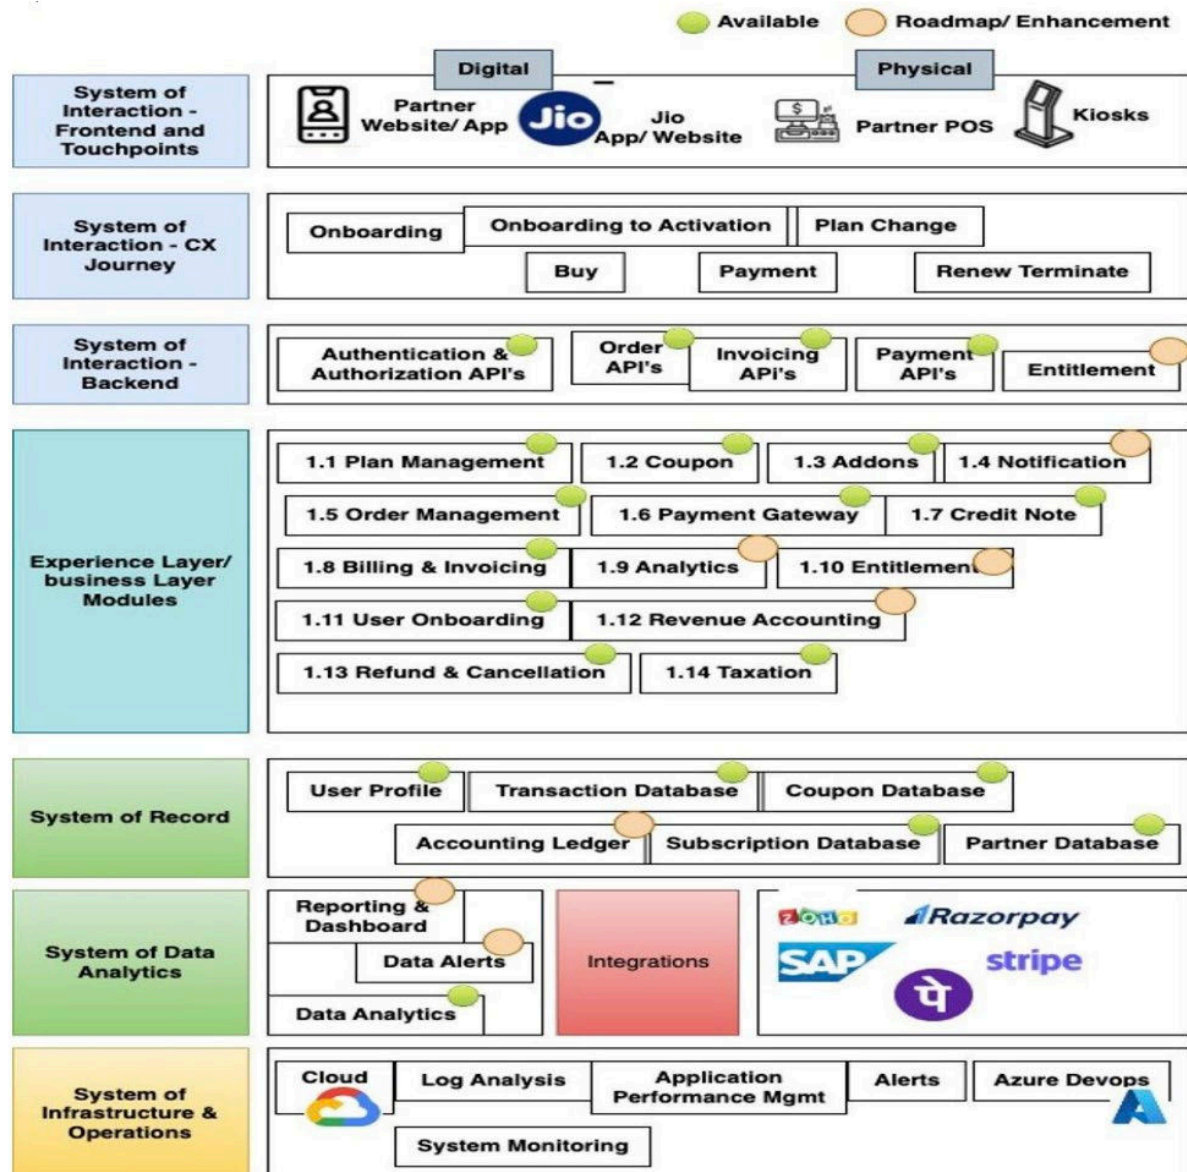 Available
Roadmap/ Enhancement
Digital
Physical
System of
Interaction -
Frontend and
Touchpoints
Partner
Website/ App
Jio
Jio
App/ Website
Partner POS
Kiosks
System of
Interaction - CX
Journey
Onboarding
Onboarding to Activation
Plan Change
Buy
Payment
Renew Terminate
System of
Interaction -
Backend
Authentication &
Authorization API's
Order
API's
Invoicing
APi's
Payment
API's
Entitlement
Experience Layer/
business Layer
Modules
1.1 Plan Management
1.2 Coupon
1.3 Addons
1.4 Notification
1.5 Order Management
1.6 Payment Gateway
1.7 Credit Note
1.8 Billing & Invoicing
1.9 Analytics
1.10 Entitlement
1.11 User Onboarding
1.12 Revenue Accounting
1.13 Refund & Cancellation
1.14 Taxation
System of Record
User Profile
Transaction Database
Coupon Database
Accounting Ledger
Subscription Database
Partner Database
System of Data
Analytics
Reporting &
Dashboard
Data Alerts
Data Analytics
Integrations
ZOHO
Razorpay
SAP
stripe
पे
System of
Infrastructure &
Operations
Cloud
Log Analysis
Application
Performance Mgmt
Alerts
Azure Devops
System Monitoring